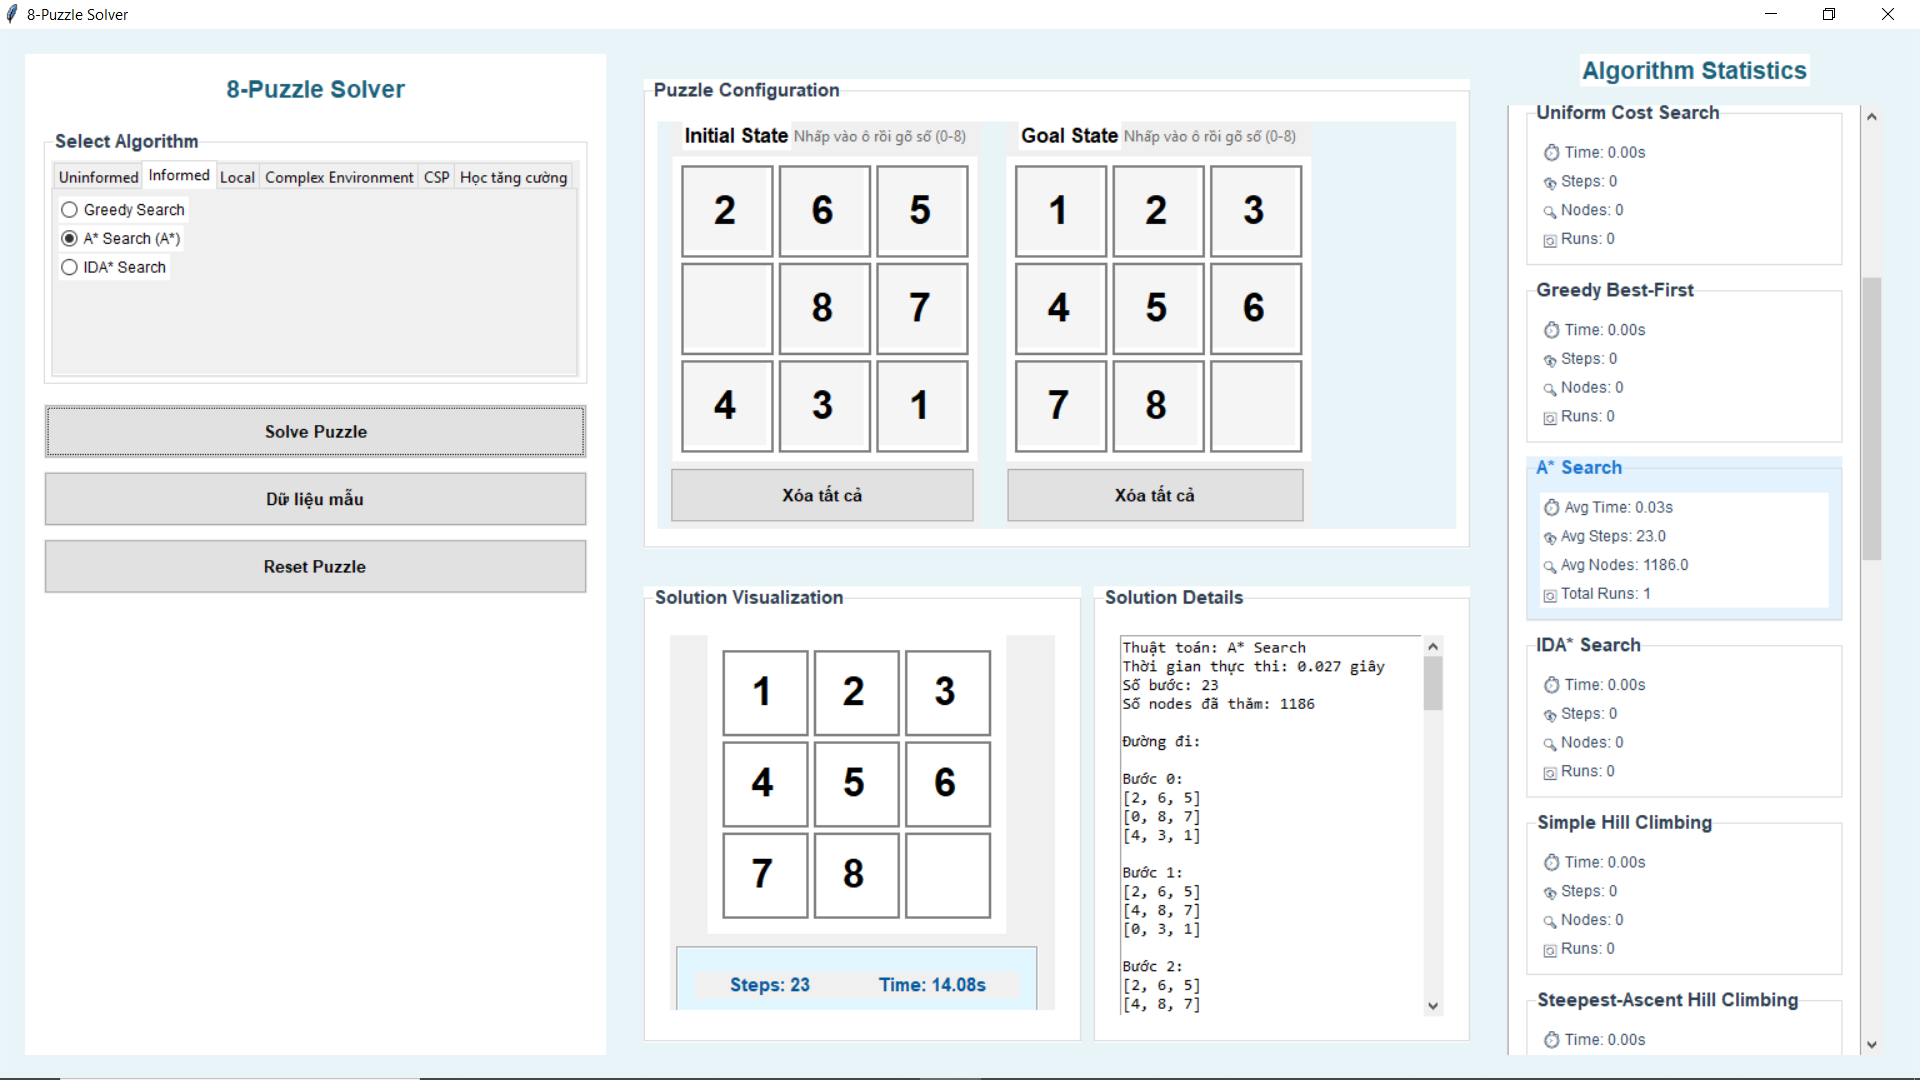 8-Puzzle Solver
8-Puzzle Solver
Select Algorithm
Uninformed Informed Local Complex Environment CSP Học tăng cường
Greedy Search
A* Search (A*)
IDA* Search
Solve Puzzle
Dữ liệu mẫu
Reset Puzzle
Puzzle Configuration
Initial State Nhấp vào ô rồi gõ số (0-8)
2 6 5
8 7
4 3 1
Xóa tất cả
Goal State Nhấp vào ô rồi gõ số (0-8)
1 2 3
4 5 6
7 8
Xóa tất cả
Solution Visualization
1 2 3
4 5 6
7 8
Steps: 23 Time: 14.08s
Solution Details
Thuật toán: A* Search
Thời gian thực thi: 0.027 giây
Số bước: 23
Số nodes đã thăm: 1186
Đường đi:
Bước 0:
[2, 6, 5]
[0, 8, 7]
[4, 3, 1]
Bước 1:
[2, 6, 5]
[4, 8, 7]
[0, 3, 1]
Bước 2:
[2, 6, 5]
[4, 8, 7]
Algorithm Statistics
Uniform Cost Search
Time: 0.00s
Steps: 0
Nodes: 0
Runs: 0
Greedy Best-First
Time: 0.00s
Steps: 0
Nodes: 0
Runs: 0
A* Search
Avg Time: 0.03s
Avg Steps: 23.0
Avg Nodes: 1186.0
Total Runs: 1
IDA* Search
Time: 0.00s
Steps: 0
Nodes: 0
Runs: 0
Simple Hill Climbing
Time: 0.00s
Steps: 0
Nodes: 0
Runs: 0
Steepest-Ascent Hill Climbing
Time: 0.00s